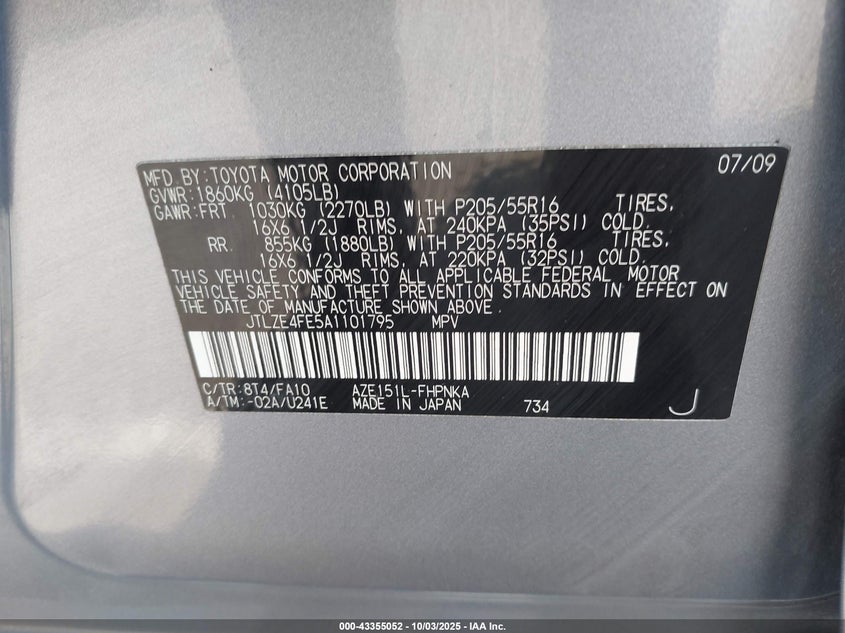 MFD BY:TOYOTA MOTOR CORPORATION 07/09
GVWR:1860KG (4105LB)
GAWR:FRT 1030KG (2270LB) WITH P205/55R16 TIRES,
16X6 1/2J RIMS, AT 240KPA (35PSI) COLD.
RR 855KG (1880LB) WITH P205/55R16 TIRES,
16X6 1/2J RIMS, AT 220KPA (32PSI) COLD.
THIS VEHICLE CONFORMS TO ALL APPLICABLE FEDERAL MOTOR
VEHICLE SAFETY AND THEFT PREVENTION STANDARDS IN EFFECT ON
THE DATE OF MANUFACTURE SHOWN ABOVE.
JTLZE4FE5A1101795 MPV
C/TR:8T4/FA10 AZE151L-FHPNKA
A/TM:-02A/U241E MADE IN JAPAN 734 J
000-43355052 - 10/03/2025 - IAA Inc.